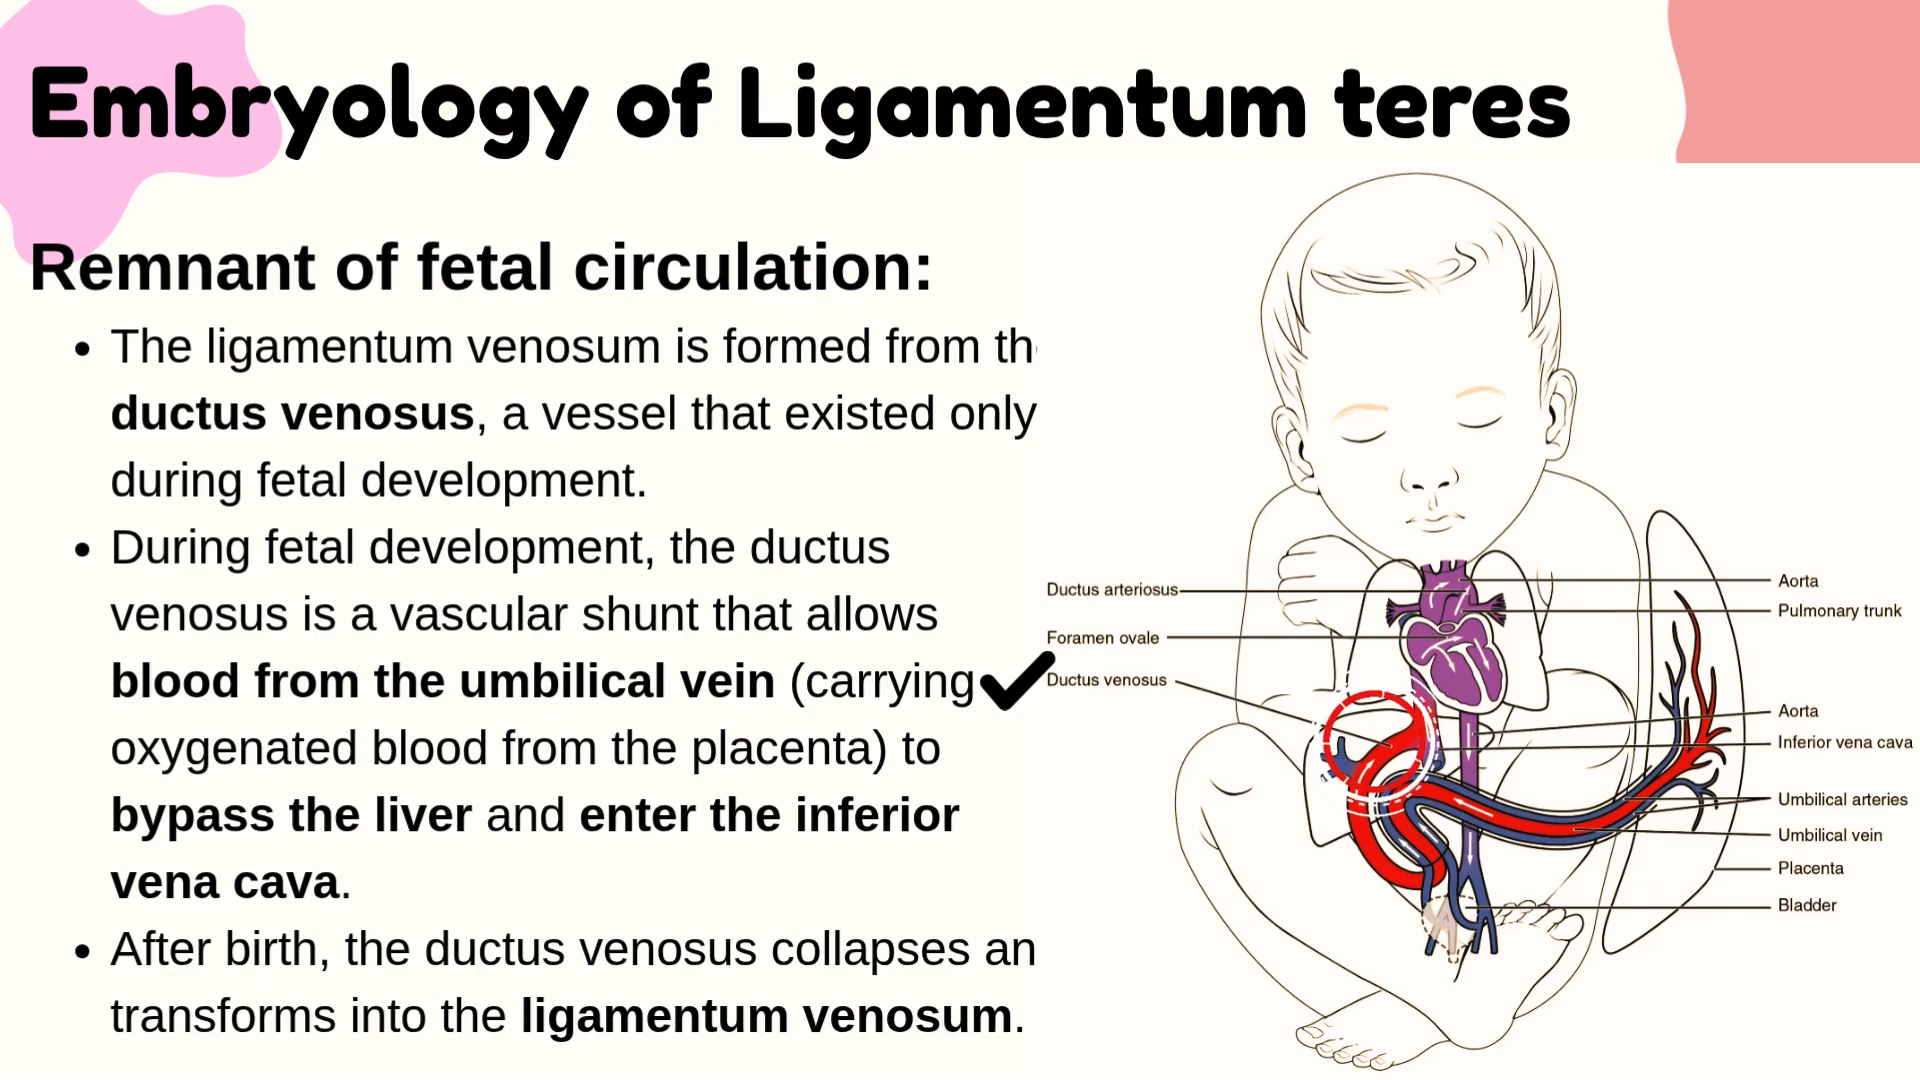 Embryology of Ligamentum teres
Remnant of fetal circulation:
• The ligamentum venosum is formed from th
ductus venosus, a vessel that existed only
during fetal development.
• During fetal development, the ductus
venosus is a vascular shunt that allows
blood from the umbilical vein (carrying
oxygenated blood from the placenta) to
bypass the liver and enter the inferior
vena cava.
• After birth, the ductus venosus collapses an
transforms into the ligamentum venosum.
Ductus arteriosus
Foramen ovale
Ductus venosus
Aorta
Pulmonary trunk
Aorta
Inferior vena cava
Umbilical arteries
Umbilical vein
Placenta
Bladder